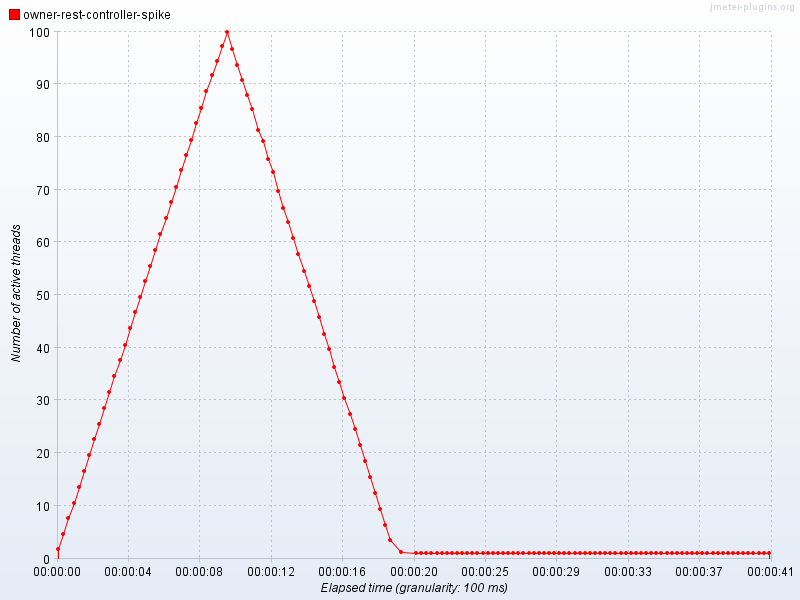 owner-rest-controller-spike
jmeter-plugins.org
100
90
80
70
60
50
40
30
20
10
0
Number of active threads
00:00:00 00:00:04 00:00:08 00:00:12 00:00:16 00:00:20 00:00:25 00:00:29 00:00:33 00:00:37 00:00:41
Elapsed time (granularity: 100 ms)